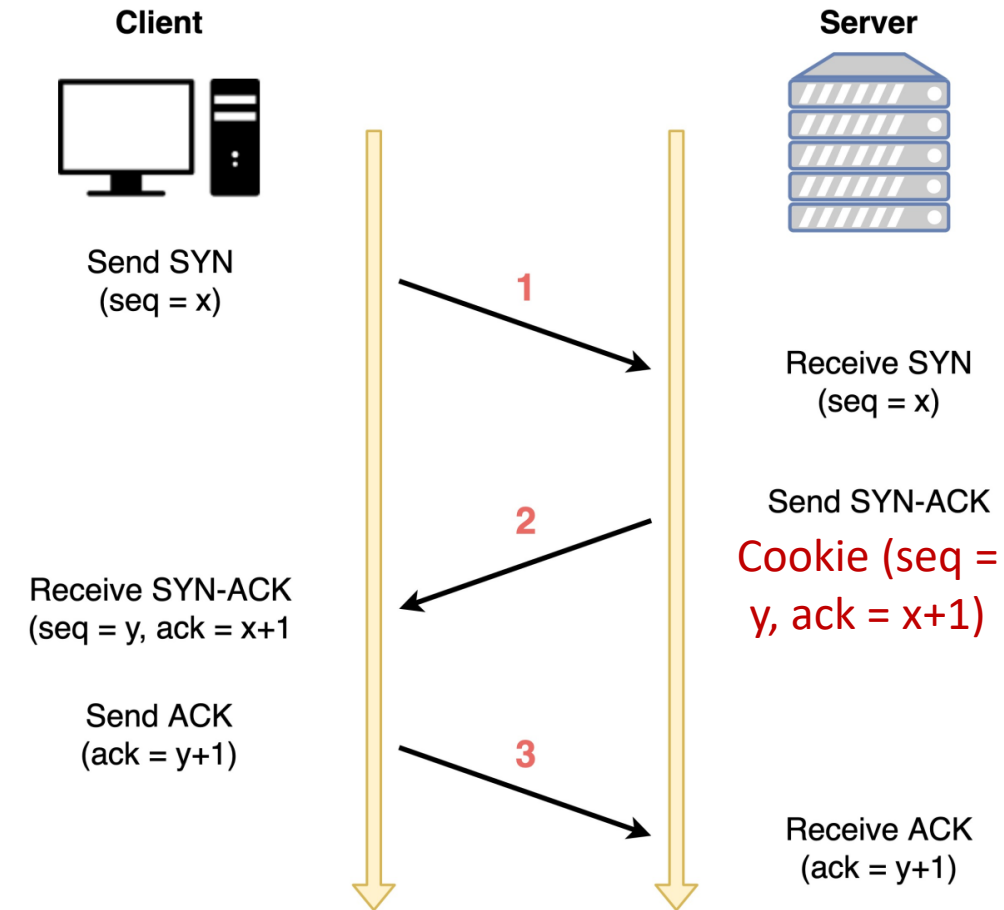 Client
Server
Send SYN
(seq = x)
1
Receive SYN
(seq = x)
Send SYN-ACK
2
Cookie (seq =
y, ack = x+1)
Receive SYN-ACK
(seq = y, ack = x+1
Send ACK
(ack = y+1)
3
Receive ACK
(ack = y+1)